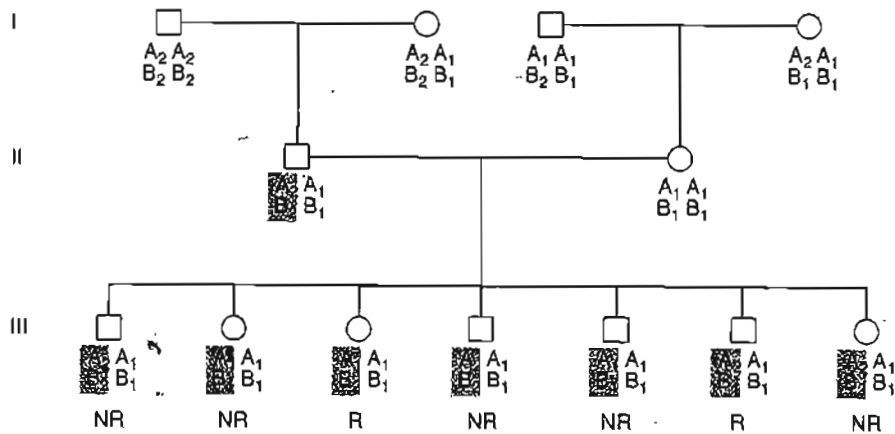 I
A₂ A₂
B₂ B₂
A₂ A₁
B₂ B₁
A₁ A₁
B₂ B₁
A₂ A₁
B₁ B₁
II
A₁
B₁
A₁ A₁
B₁ B₁
III
A₁
B₁
A₁
B₁
A₁
B₁
A₁
B₁
A₁
B₁
A₁
B₁
A₁
B₁
NR NR R NR NR R NR